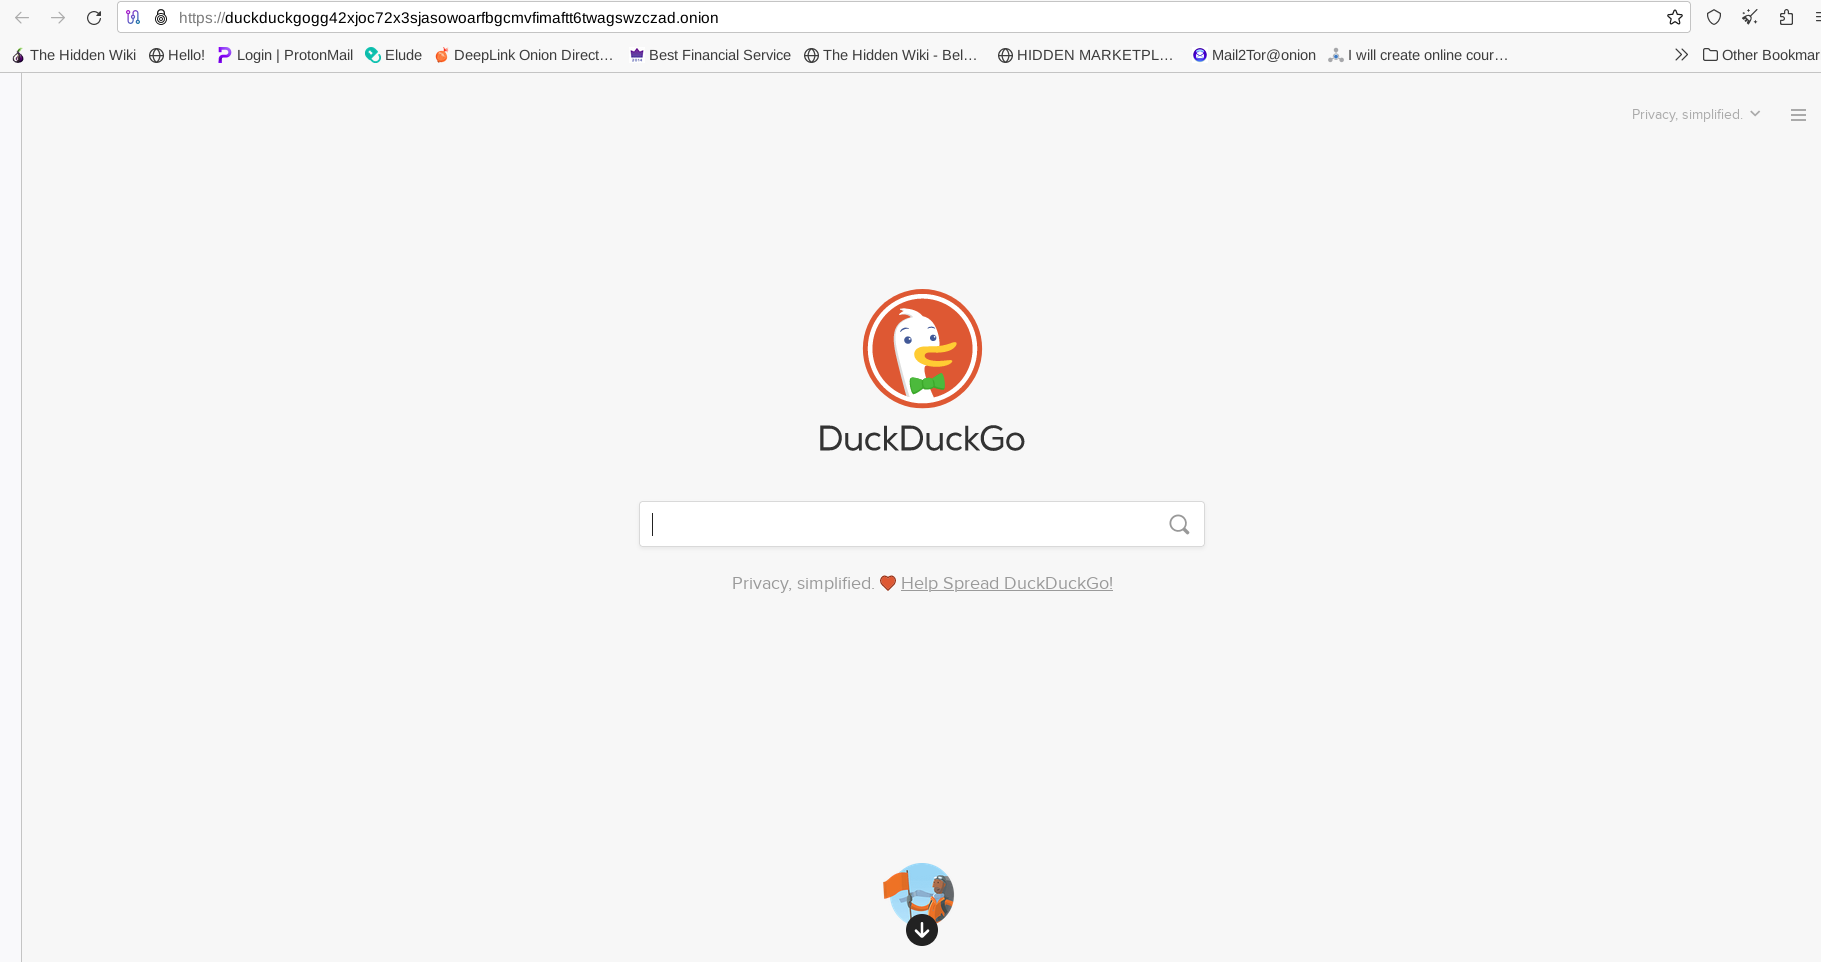 https://duckduckgogg42xjoc72x3sjasowoarfbgcmvfimaftt6twagswzczad.onion
The Hidden Wiki Hello! Login | ProtonMail Elude DeepLink Onion Direct… Best Financial Service The Hidden Wiki - Bel… HIDDEN MARKETPL… Mail2Tor@onion I will create online cour… Other Bookmar
Privacy, simplified.
DuckDuckGo
Privacy, simplified. Help Spread DuckDuckGo!